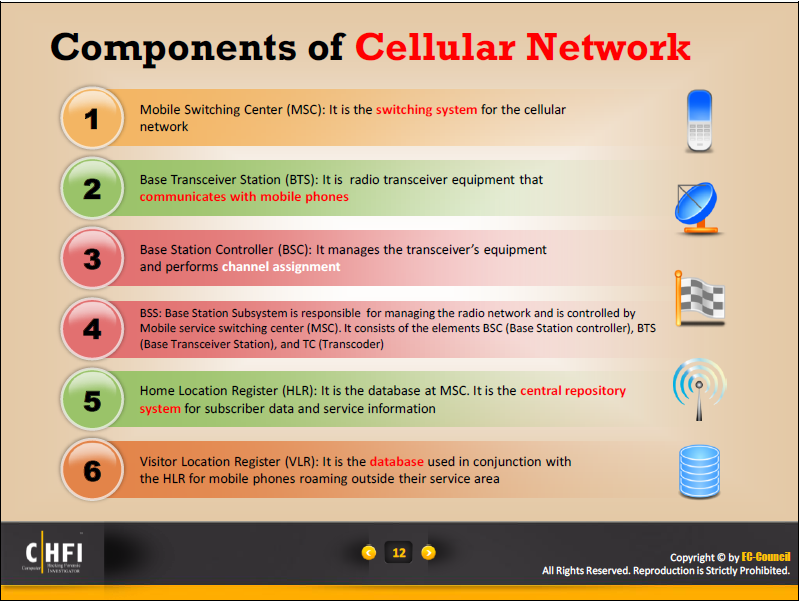 Components of Cellular Network
1
Mobile Switching Center (MSC): It is the switching system for the cellular
network
2
Base Transceiver Station (BTS): It is radio transceiver equipment that
communicates with mobile phones
3
Base Station Controller (BSC): It manages the transceiver's equipment
and performs channel assignment
4
BSS: Base Station Subsystem is responsible for managing the radio network and is controlled by
Mobile service switching center (MSC). It consists of the elements BSC (Base Station controller), BTS
(Base Transceiver Station), and TC (Transcoder)
5
Home Location Register (HLR): It is the database at MSC. It is the central repository
system for subscriber data and service information
6
Visitor Location Register (VLR): It is the database used in conjunction with
the HLR for mobile phones roaming outside their service area
CHFI
Computer Hacking Forensic
INVESTIGATOR
12
Copyright © by EC-Council
All Rights Reserved. Reproduction is Strictly Prohibited.